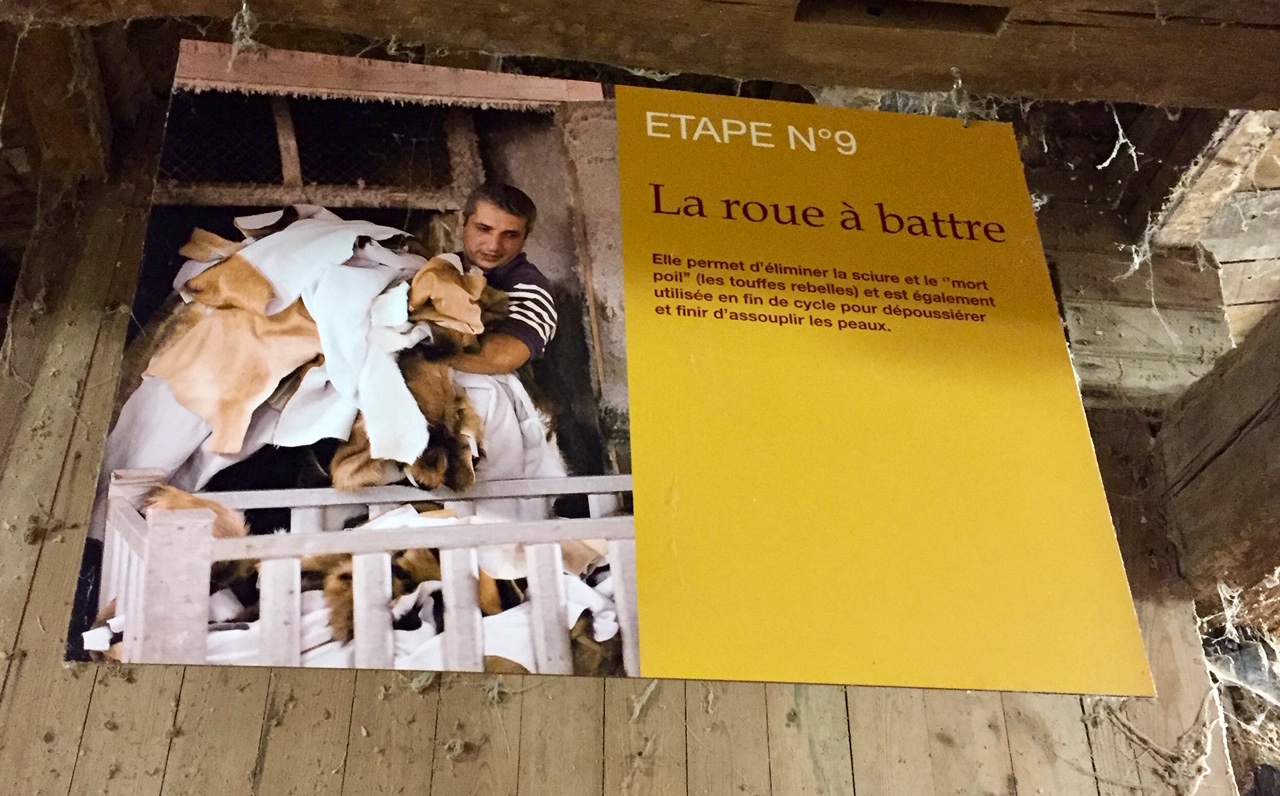 ETAPE N°9
La roue à battre
Elle permet d'éliminer la sciure et le "mort
poil" (les touffes rebelles) et est également
utilisée en fin de cycle pour dépoussiérer
et finir d'assouplir les peaux.